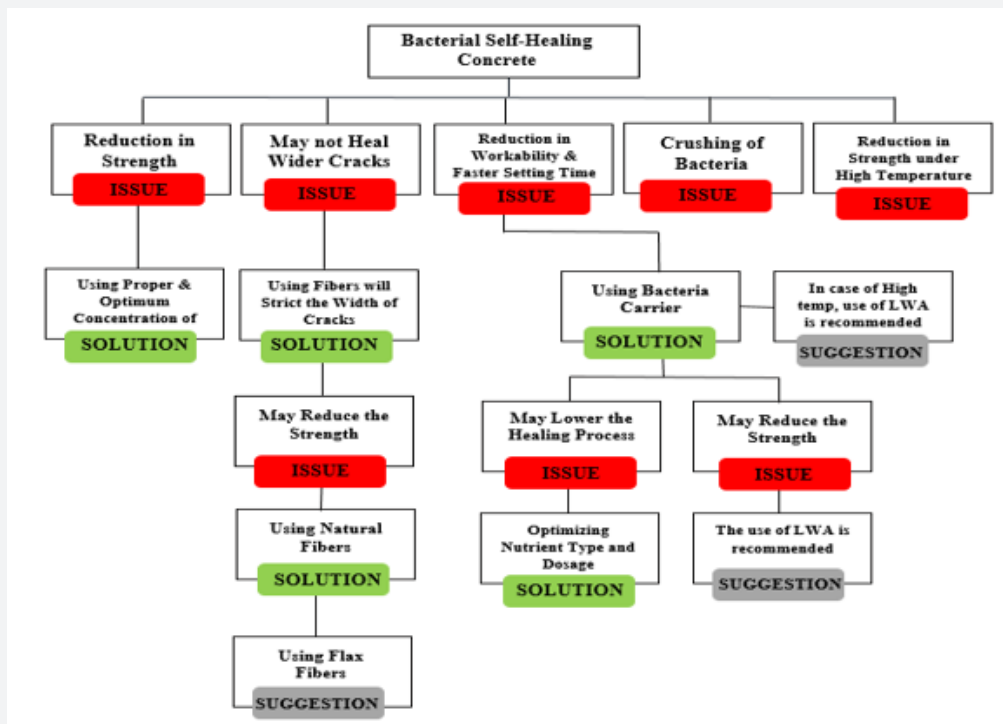 Bacterial Self-Healing
Concrete
Reduction in
Strength
ISSUE
May not Heal
Wider Cracks
ISSUE
Reduction in
Workability &
Faster Setting Time
ISSUE
Crushing of
Bacteria
ISSUE
Reduction in
Strength under
High Temperature
ISSUE
Using Proper &
Optimum
Concentration of
SOLUTION
Using Fibers will
Strict the Width of
Cracks
SOLUTION
Using Bacteria
Carrier
SOLUTION
In case of High
temp, use of LWA
is recommended
SUGGESTION
May Reduce the
Strength
ISSUE
May Lower the
Healing Process
ISSUE
May Reduce the
Strength
ISSUE
Using Natural
Fibers
SOLUTION
Optimizing
Nutrient Type and
Dosage
SOLUTION
The use of LWA is
recommended
SUGGESTION
Using Flax
Fibers
SUGGESTION